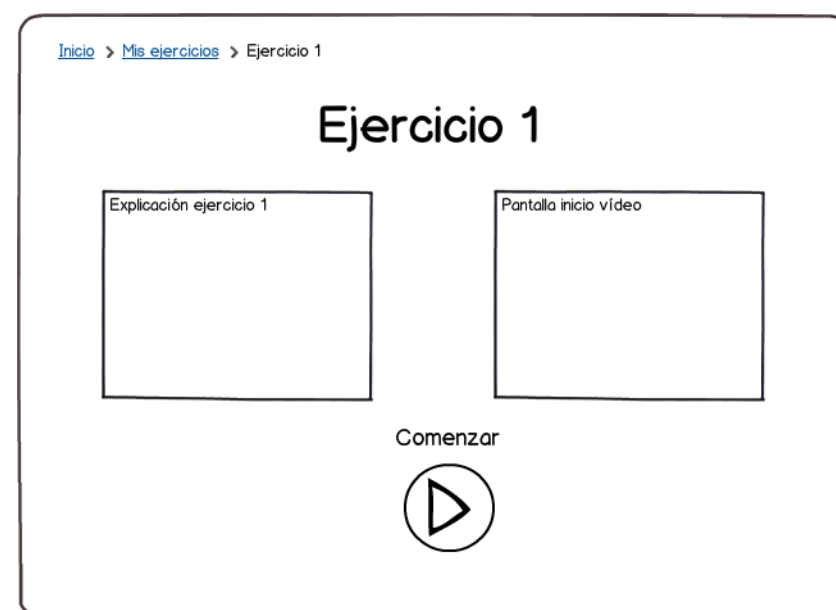 Inicio > Mis ejercicios > Ejercicio 1
Ejercicio 1
Explicación ejercicio 1
Pantalla inicio vídeo
Comenzar